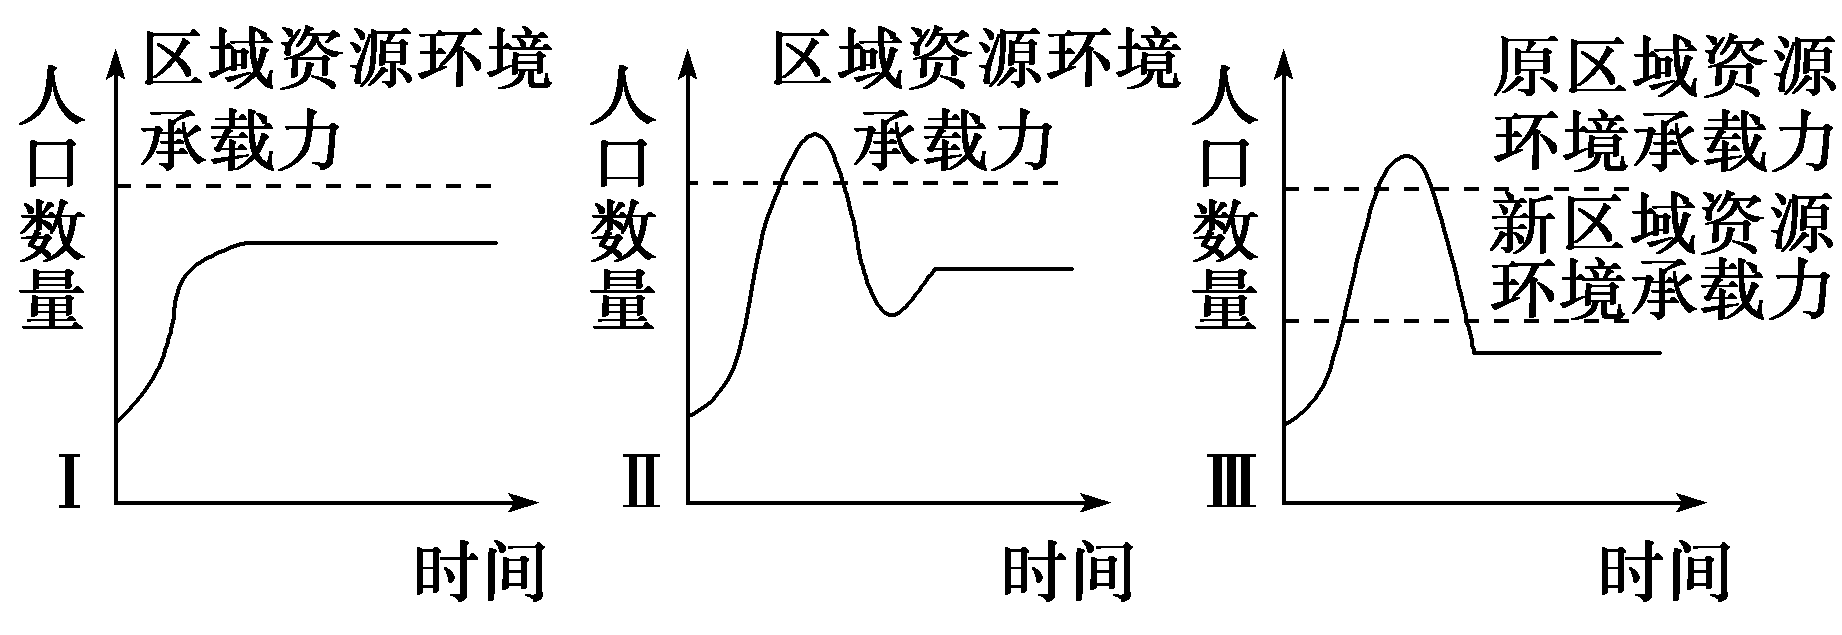 区域资源环境
承载力
人口数量
Ⅰ
时间
区域资源环境
承载力
人口数量
Ⅱ
时间
原区域资源
环境承载力
新区域资源
环境承载力
人口数量
Ⅲ
时间